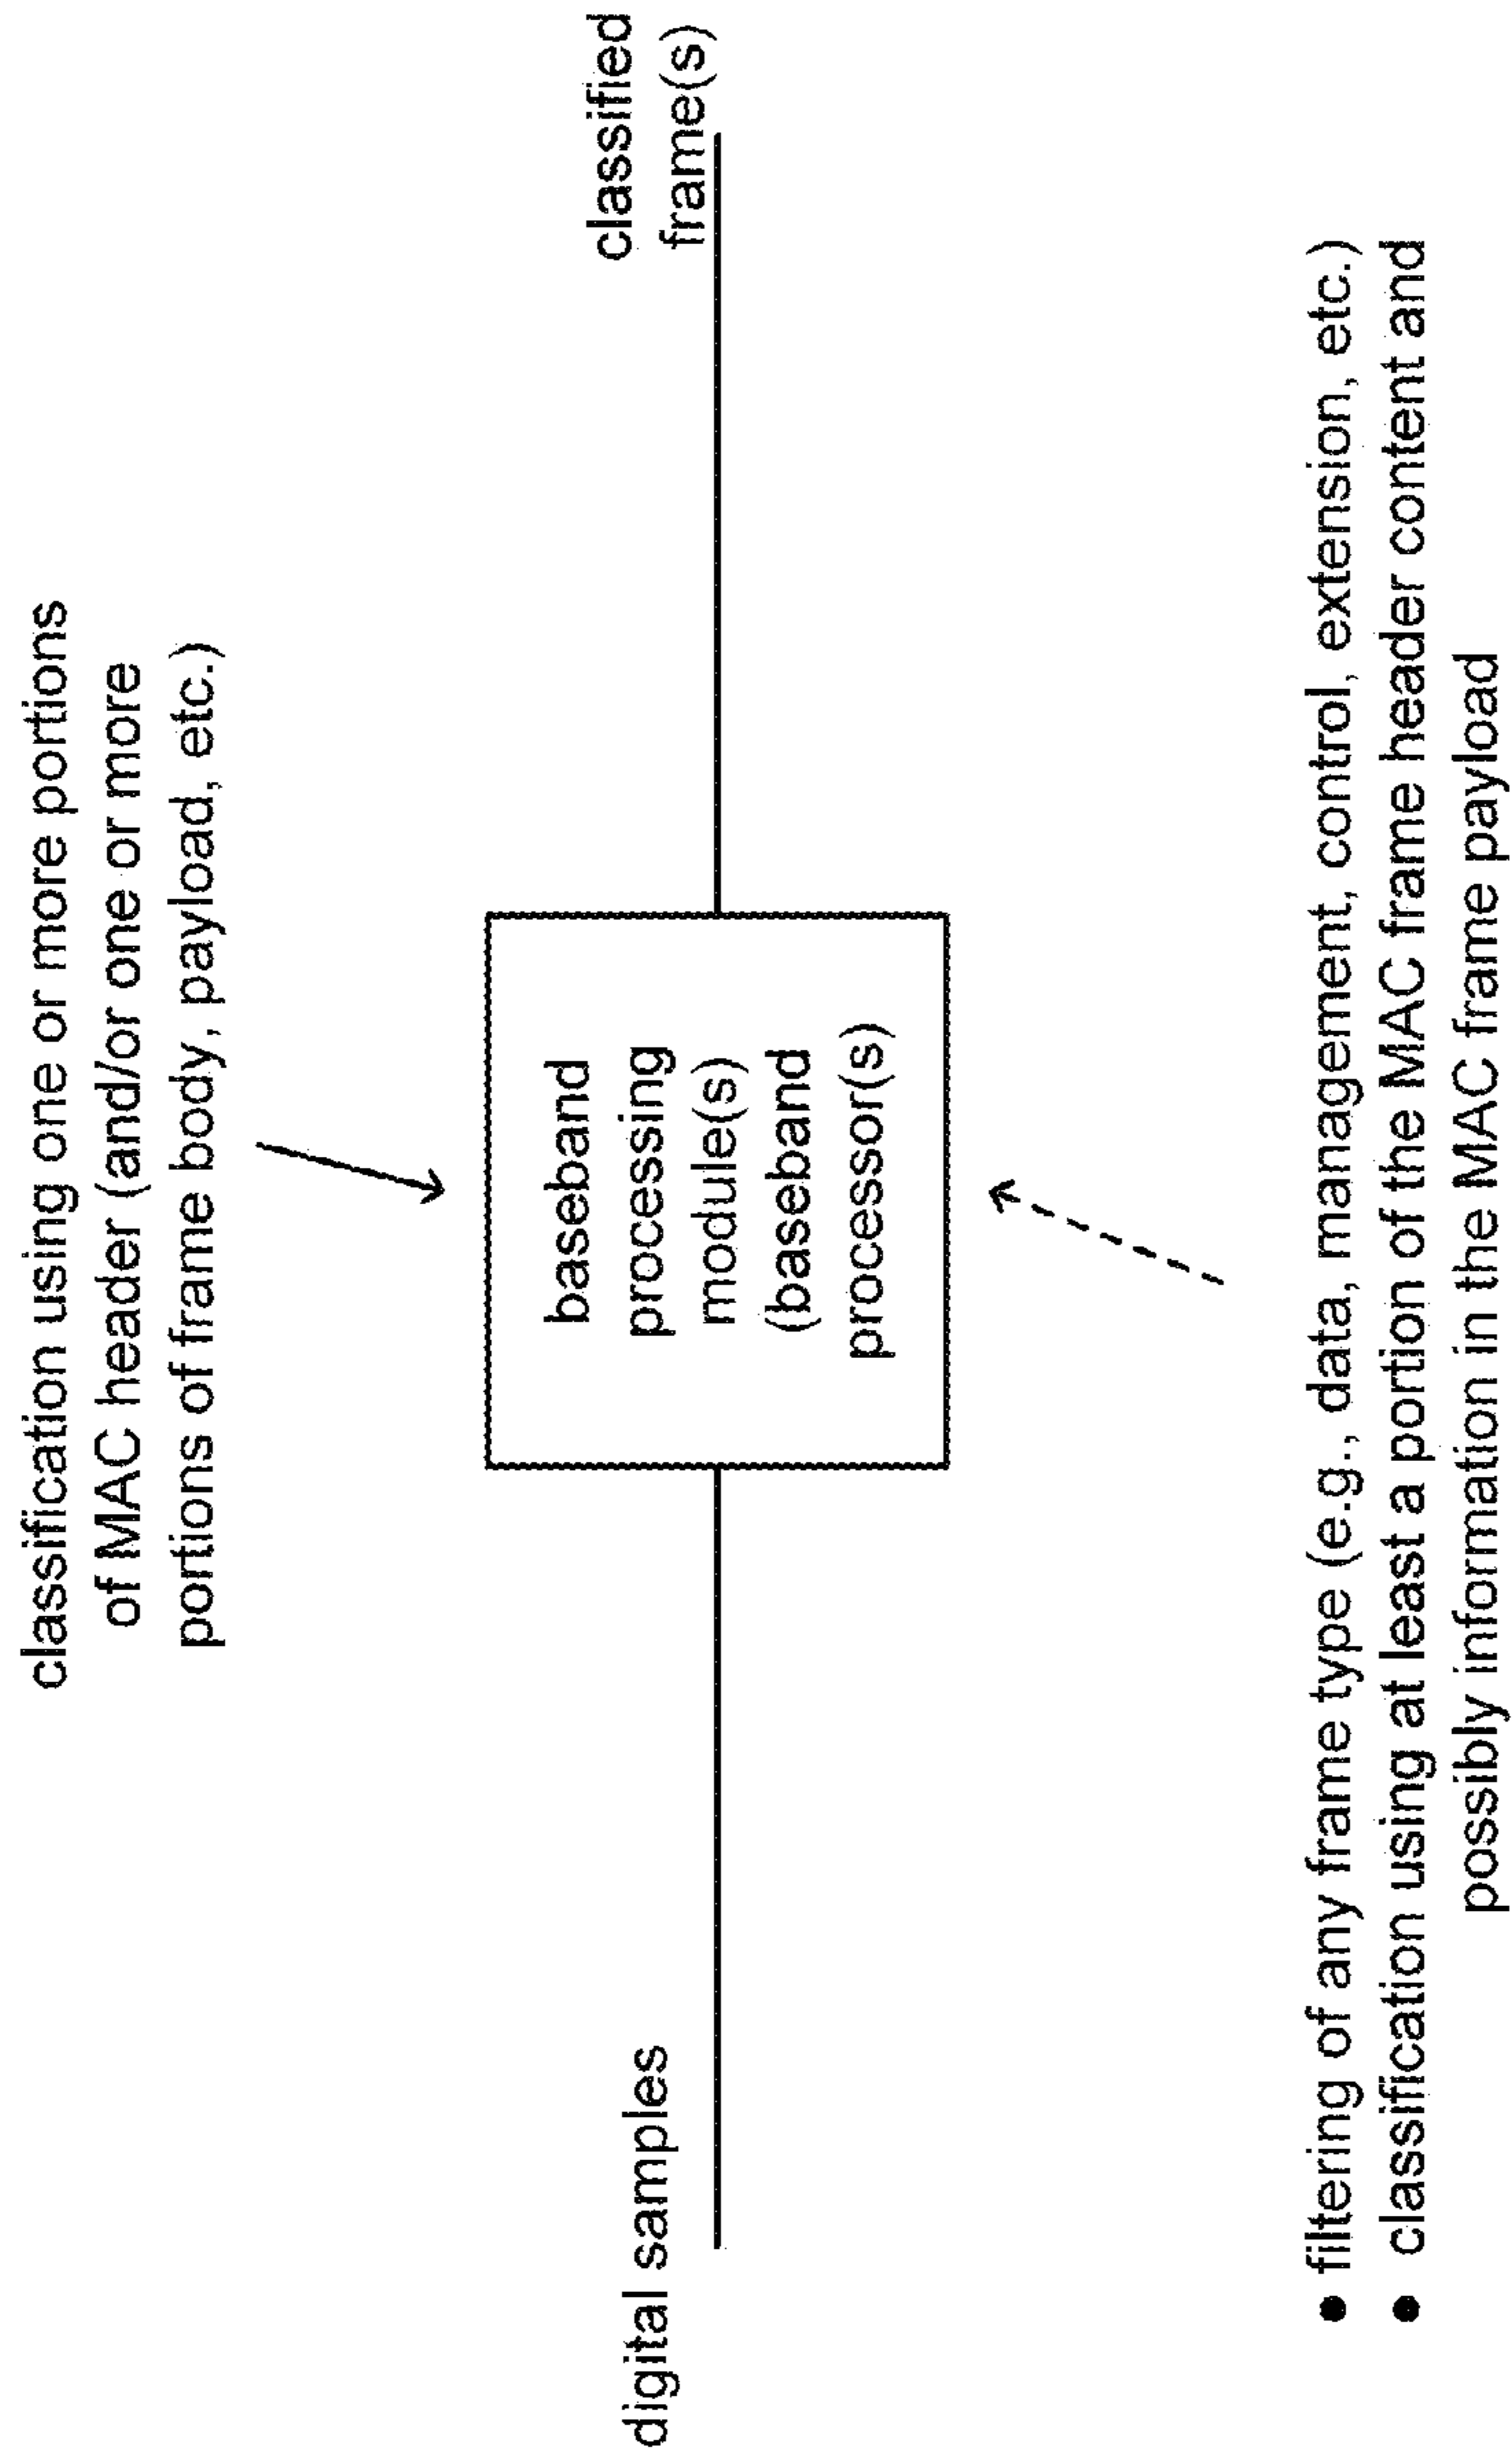 classification using one or more portions
of MAC header (and/or one or more
portions of frame body, payload, etc.)
digital samples
baseband
processing
module(s)
(baseband
processor(s)
classified
frame(s)
● filtering of any frame type (e.g., data, management, control, extension, etc.)
● classification using at least a portion of the MAC frame header content and
possibly information in the MAC frame payload